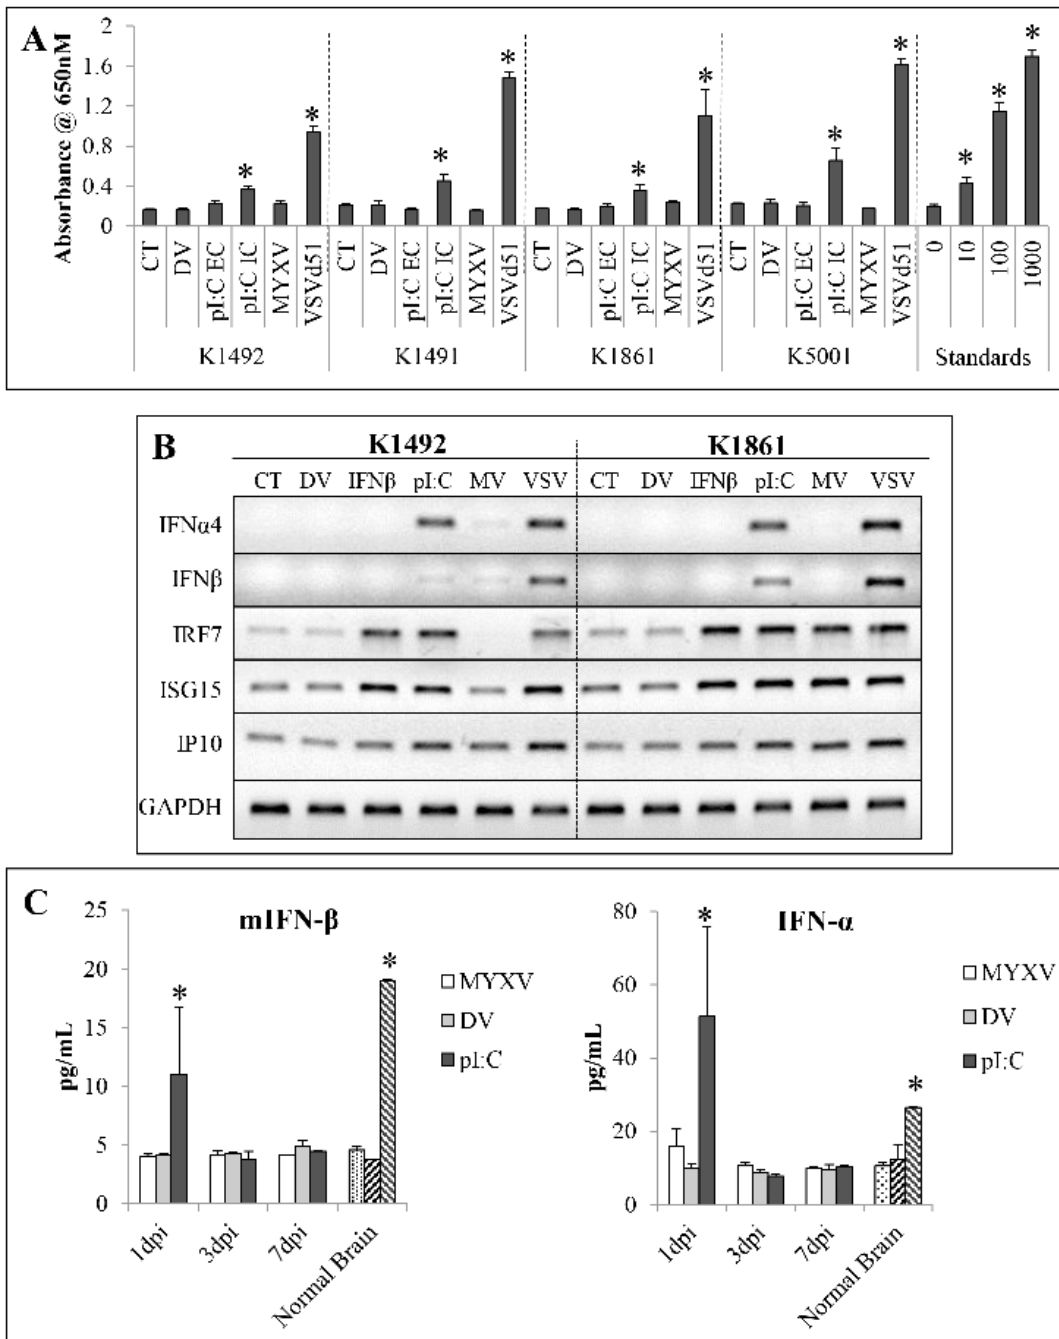 A
Absorbance @ 650nM
2
1.6
1.2
0.8
0.4
0
* * * * * * * * * * *
CT DV pI:C EC pI:C IC MYXV VSVd51 CT DV pI:C EC pI:C IC MYXV VSVd51 CT DV pI:C EC pI:C IC MYXV VSVd51 CT DV pI:C EC pI:C IC MYXV VSVd51 0 10 100 1000
K1492 K1491 K1861 K5001 Standards
B
K1492 K1861
CT DV IFNβ pI:C MV VSV CT DV IFNβ pI:C MV VSV
IFNα4
IFNβ
IRF7
ISG15
IP10
GAPDH
C
mIFN-β
pg/mL
25
20
15
10
5
0
* *
MYXV
DV
pI:C
1dpi 3dpi 7dpi Normal Brain
IFN-α
pg/mL
80
60
40
20
0
* *
MYXV
DV
pI:C
1dpi 3dpi 7dpi Normal Brain